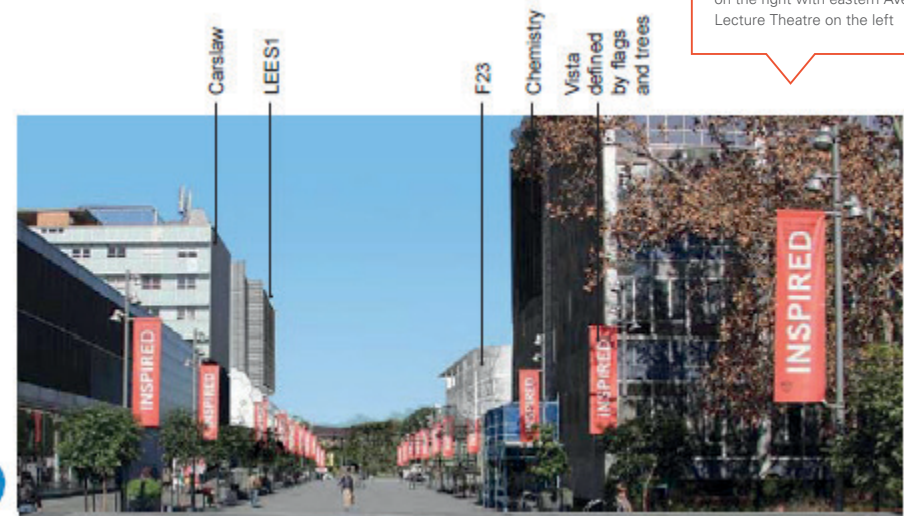 on the right with eastern Ave
Lecture Theatre on the left
Carslaw
LEES1
F23
Chemistry
Vista
defined
by flags
and trees
INSPIRED
INSPIRED
INSPIRED
INSPIRED
INSPIRED